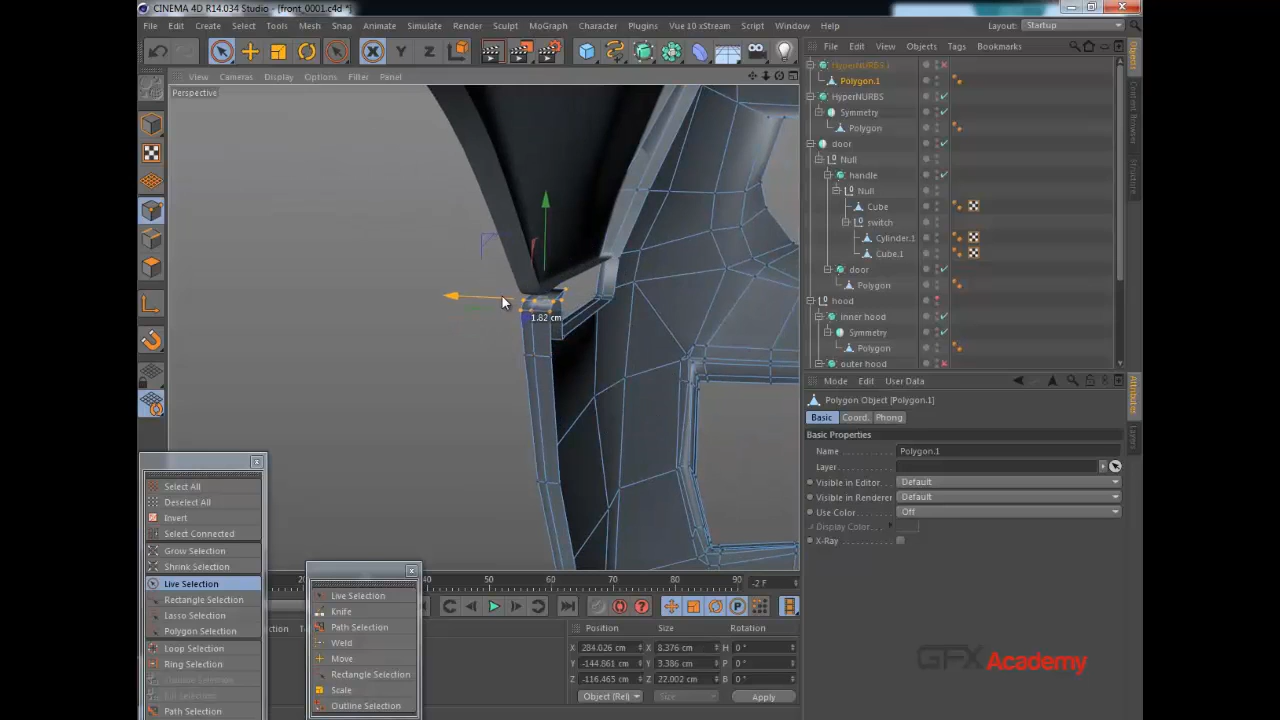 CINEMA 4D R14.034 Studio - [front_0001.c4d *]
File Edit Create Select Tools Mesh Snap Animate Simulate Render Sculpt MoGraph Character Plugins Vue 10 xStream Script Window Help
Layout: Startup
X Y Z
File Edit View Objects Tags Bookmarks
View Cameras Display Options Filter Panel
Perspective
HyperNURBS.1
Polygon.1
HyperNURBS
Symmetry
Polygon
door
Null
handle
Null
Cube
switch
Cylinder.1
Cube.1
door
Polygon
hood
inner hood
Symmetry
Polygon
outer hood
Object
Content Browser
Structure
1.82 cm
Mode Edit User Data
Polygon Object [Polygon.1]
Basic Coord. Phong
Basic Properties
Name Polygon.1
Layer
Visible in Editor Default
Visible in Renderer Default
Use Color Off
Display Color
X-Ray
Attributes
Layers
Select All
Deselect All
Invert
Select Connected
Grow Selection
Shrink Selection
Live Selection
Rectangle Selection
Lasso Selection
Polygon Selection
Loop Selection
Ring Selection
Path Selection
Live Selection
Knife
Path Selection
Weld
Move
Rectangle Selection
Scale
Outline Selection
20 40 50 60 70 80 90 -2 F
Position Size Rotation
X 284.026 cm X 8.376 cm H 0 °
Y -144.861 cm Y 3.386 cm P 0 °
Z -116.465 cm Z 22.002 cm B 0 °
Object (Rel) Size Apply
GFX Academy